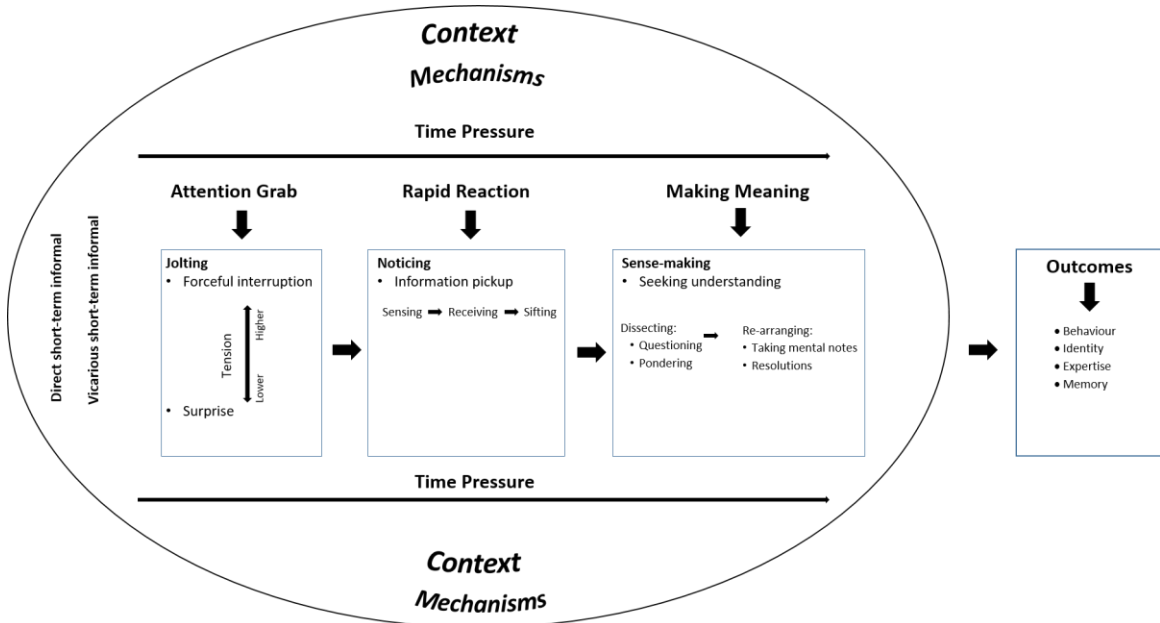 Context
Mechanisms
Time Pressure
Direct short-term informal
Vicarious short-term informal
Attention Grab
Jolting
• Forceful interruption
Tension
Higher
Lower
• Surprise
Rapid Reaction
Noticing
• Information pickup
Sensing Receiving Sifting
Making Meaning
Sense-making
• Seeking understanding
Dissecting:
• Questioning
• Pondering
Re-arranging:
• Taking mental notes
• Resolutions
Outcomes
• Behaviour
• Identity
• Expertise
• Memory
Time Pressure
Context
Mechanisms